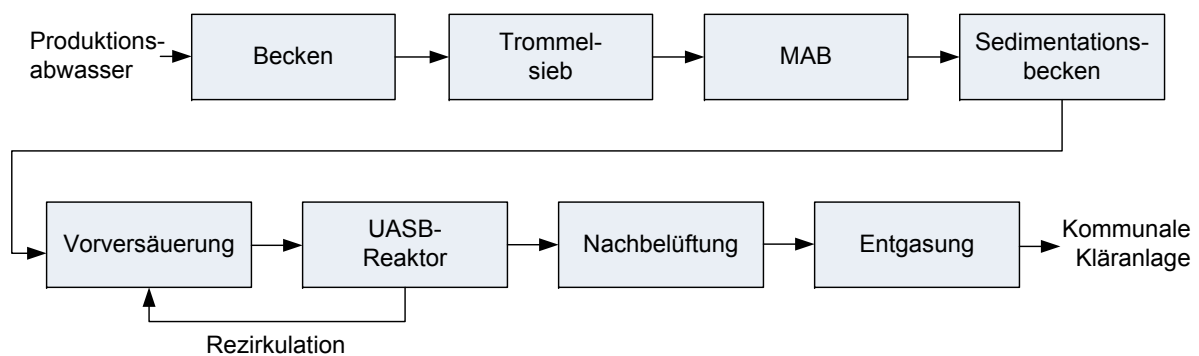 Produktions-
abwasser
Becken
Trommel-
sieb
MAB
Sedimentations-
becken
Vorversäuerung
UASB-
Reaktor
Nachbelüftung
Entgasung
Kommunale
Kläranlage
Rezirkulation